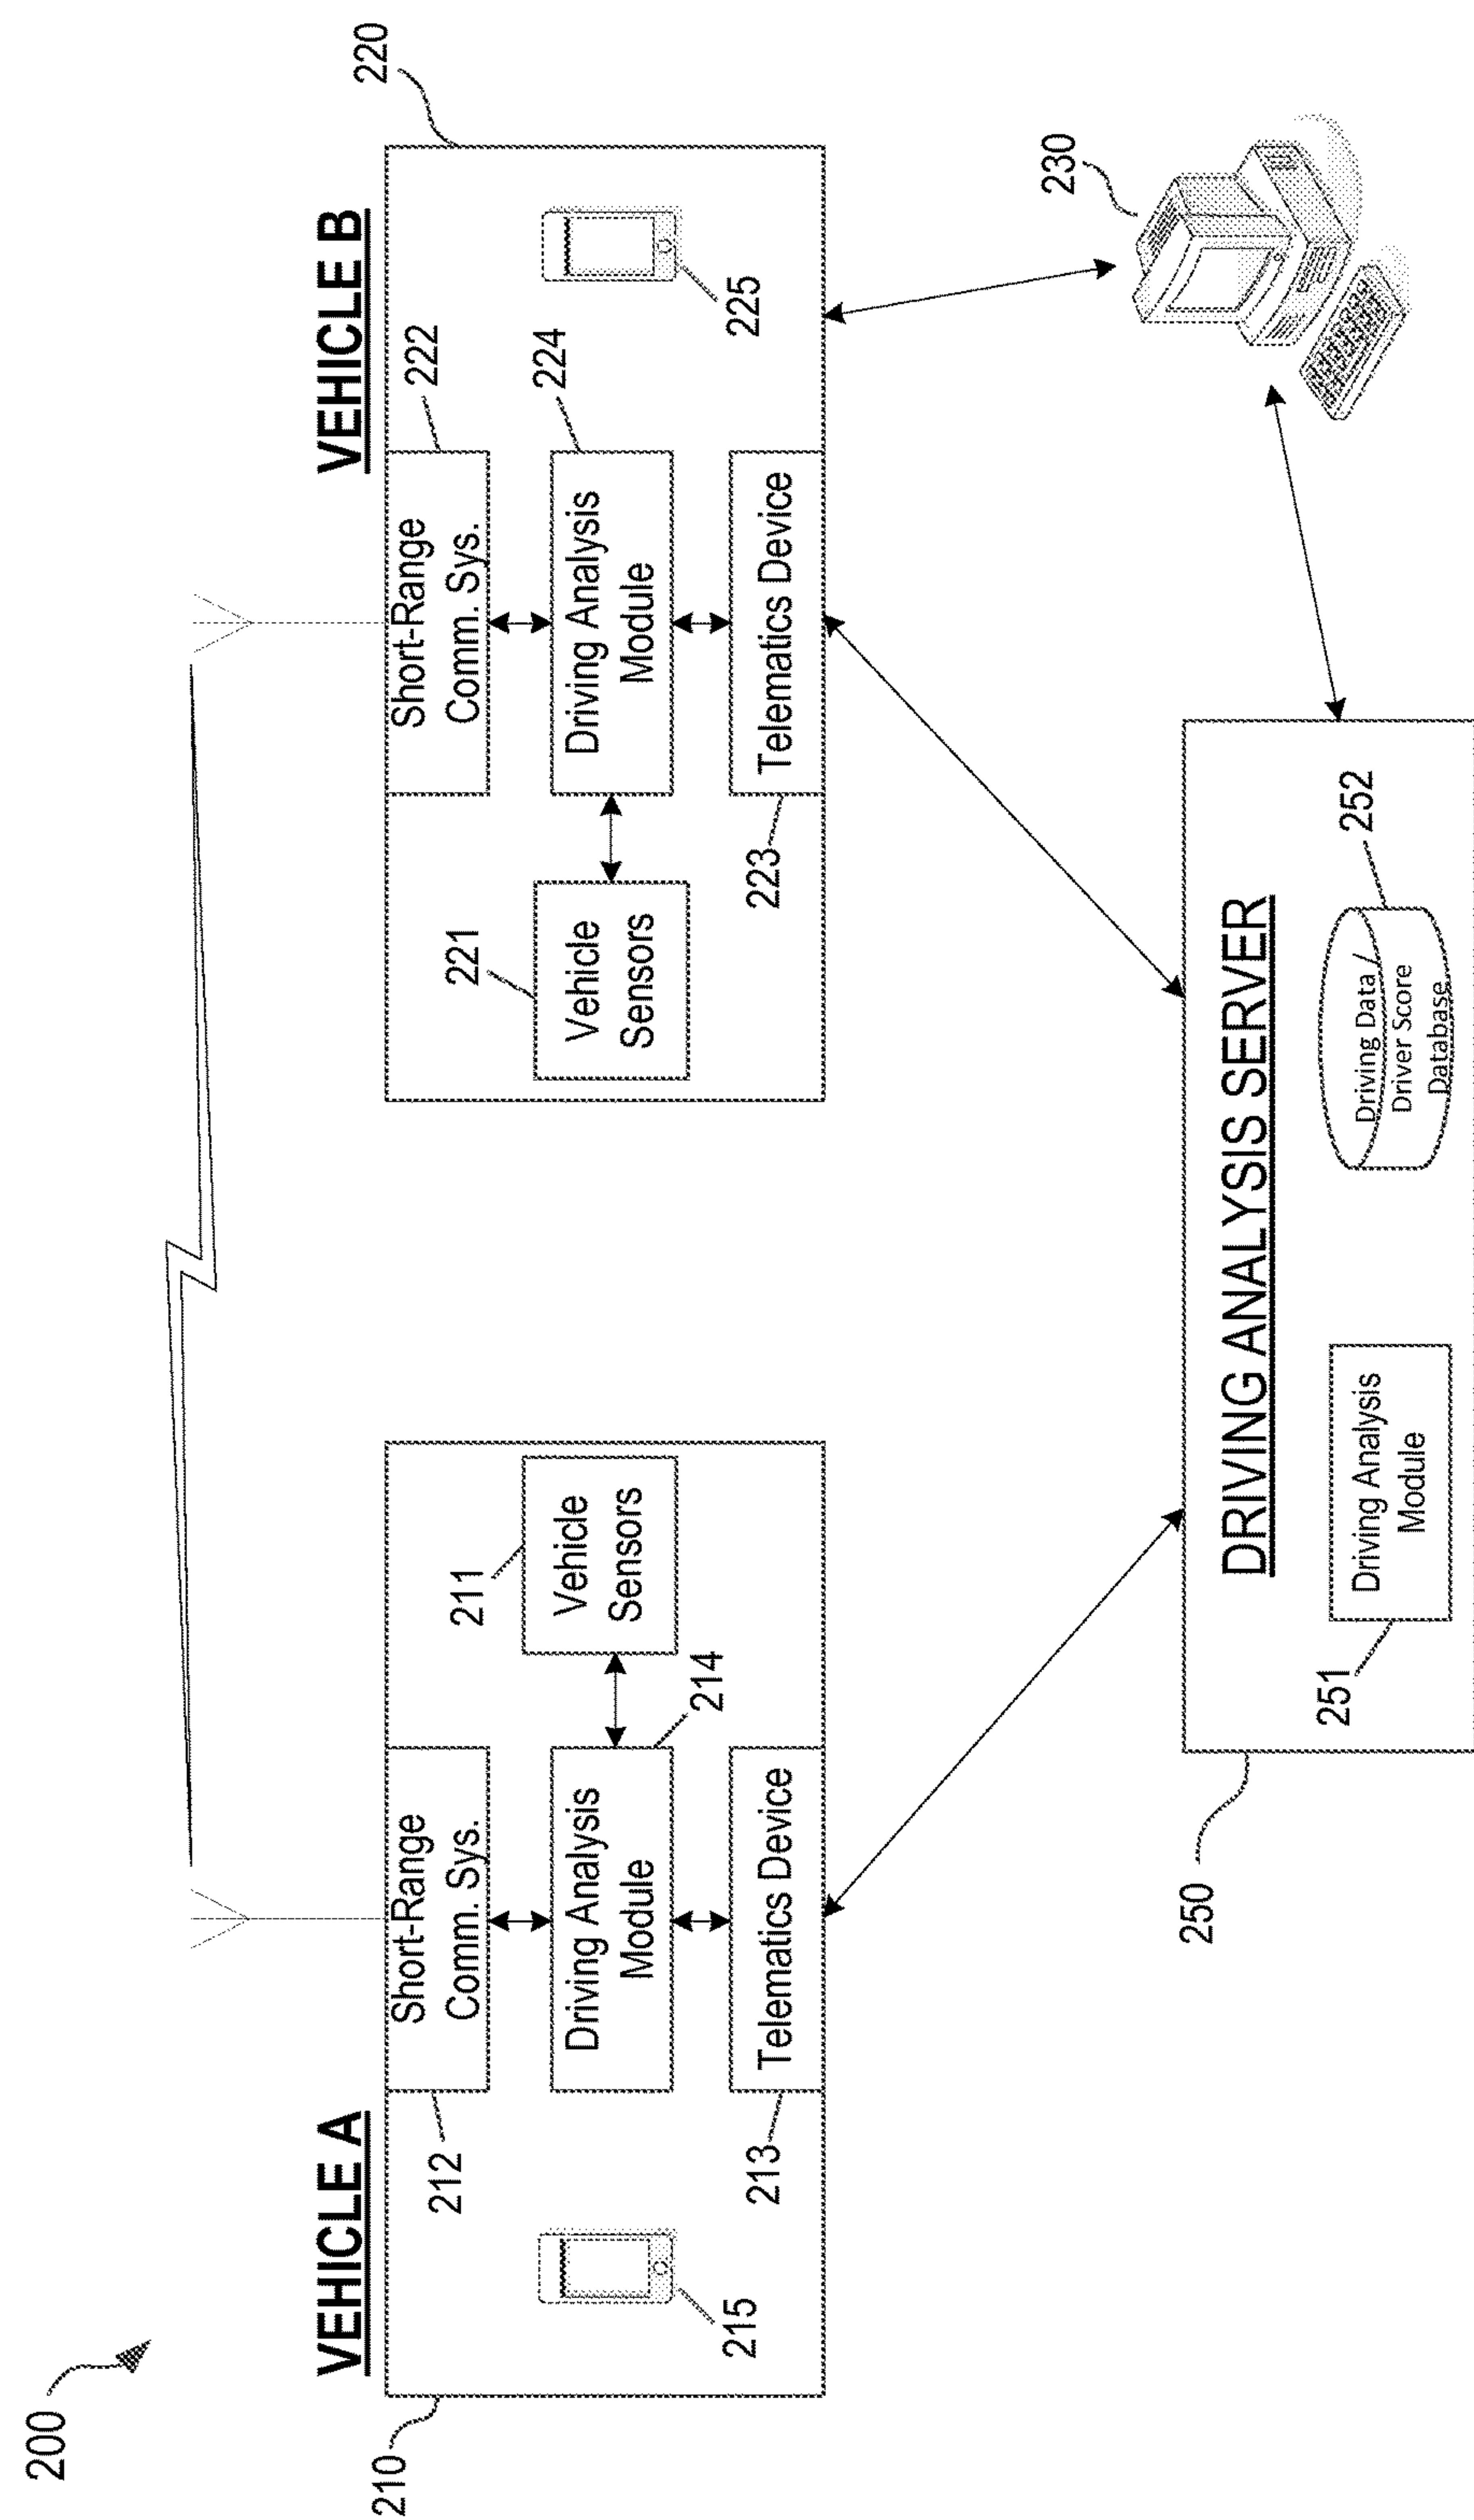 200
VEHICLE A
VEHICLE B
210
220
212
Short-Range
Comm. Sys.
211
Vehicle
Sensors
214
Driving Analysis
Module
215
213
Telematics Device
222
Short-Range
Comm. Sys.
221
Vehicle
Sensors
224
Driving Analysis
Module
225
223
Telematics Device
230
250
DRIVING ANALYSIS SERVER
251
Driving Analysis
Module
252
Driving Data /
Driver Score
Database